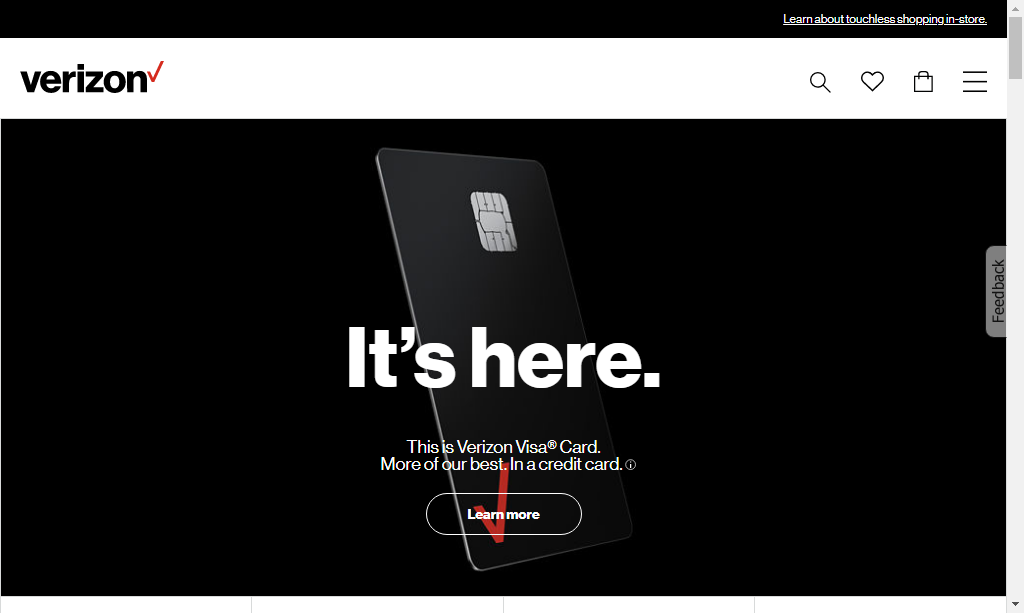 Learn about touchless shopping in-store.
verizon
Feedback
It's here.
This is Verizon Visa® Card.
More of our best. In a credit card. ⓘ
Learn more